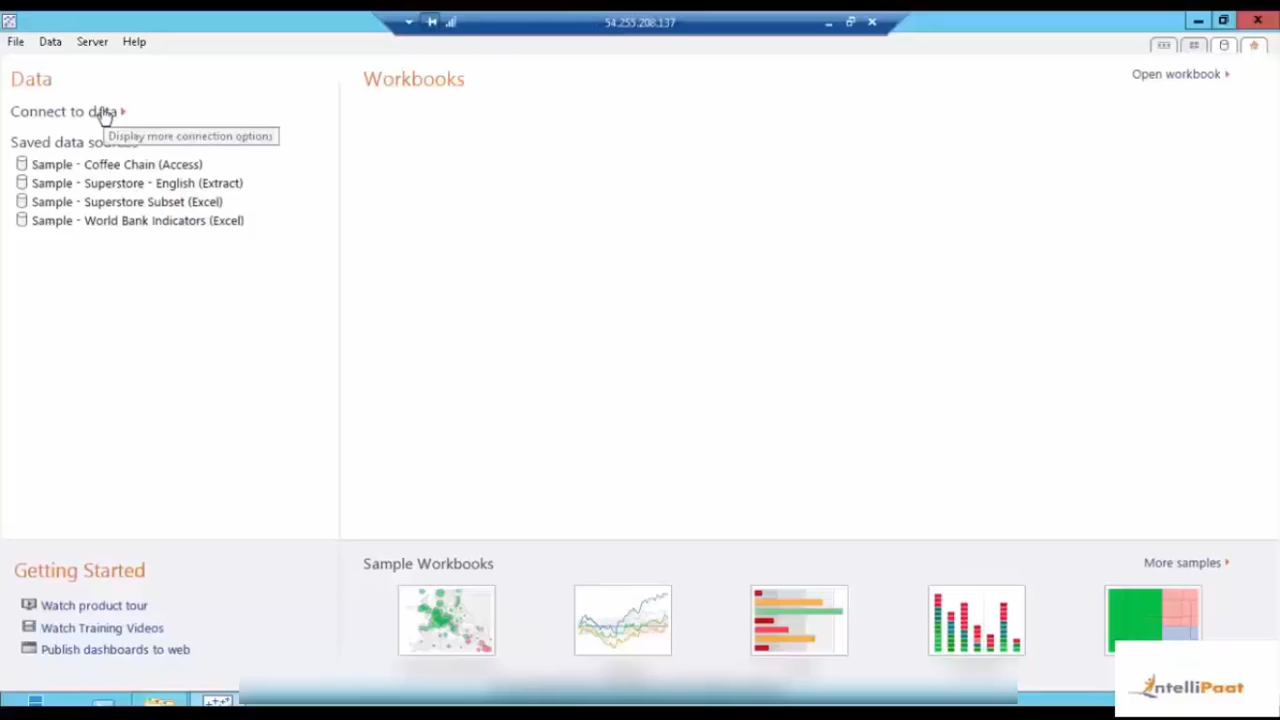 54.255.208.137
File Data Server Help
Data
Connect to data
Display more connection options
Saved data
Sample - Coffee Chain (Access)
Sample - Superstore - English (Extract)
Sample - Superstore Subset (Excel)
Sample - World Bank Indicators (Excel)
Workbooks
Open workbook
Getting Started
Watch product tour
Watch Training Videos
Publish dashboards to web
Sample Workbooks
More samples
IntelliPaat